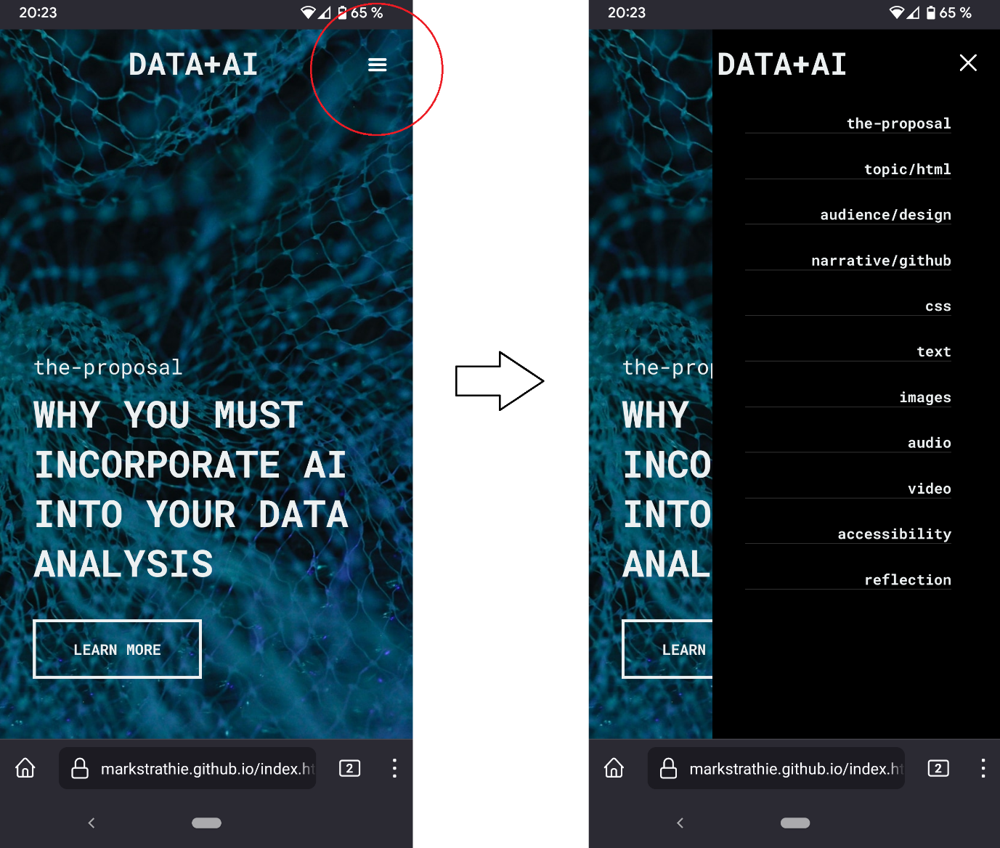 20:23
65 %
DATA+AI
the-proposal
WHY YOU MUST
INCORPORATE AI
INTO YOUR DATA
ANALYSIS
LEARN MORE
markstrathie.github.io/index.ht
2
20:23
65 %
DATA+AI
the-proposal
topic/html
audience/design
narrative/github
css
text
images
audio
video
accessibility
reflection
the-prop
WHY
INCO
INTO
ANAL
LEARN
markstrathie.github.io/index.ht
2